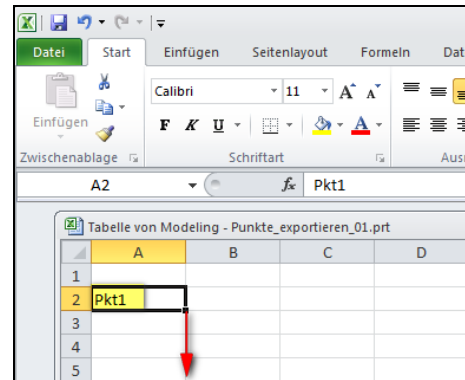 Datei Start Einfügen Seitenlayout Formeln Dat
Calibri 11 A A
Einfügen
F K U A
Zwischenablage Schriftart Aus
A2 fx Pkt1
Tabelle von Modeling - Punkte_exportieren_01.prt
A B C D
1
2 Pkt1
3
4
5